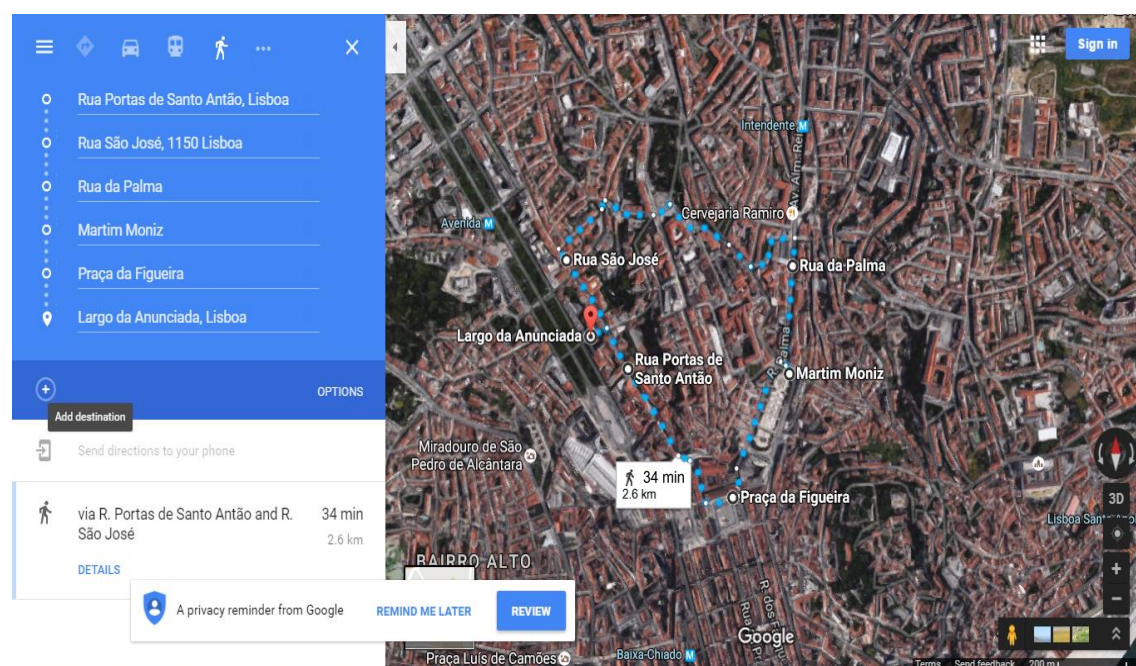 Rua Portas de Santo Antão, Lisboa
Rua São José, 1150 Lisboa
Rua da Palma
Martim Moniz
Praça da Figueira
Largo da Anunciada, Lisboa
OPTIONS
Add destination
Send directions to your phone
via R. Portas de Santo Antão and R.
São José
34 min
2.6 km
DETAILS
A privacy reminder from Google
REMIND ME LATER
REVIEW
Sign in
Intendente M
Av. Alm. Rei
Cervejaria Ramiro
Avenida M
Rua São José
Rua da Palma
Largo da Anunciada
Rua Portas de
Santo Antão
Martim Moniz
Miradouro de São
Pedro de Alcântara
34 min
2.6 km
Praça da Figueira
3D
BAIRRO ALTO
Google
Praça Luís de Camões
Baixa-Chiado M
Terms
Send feedback
200 m